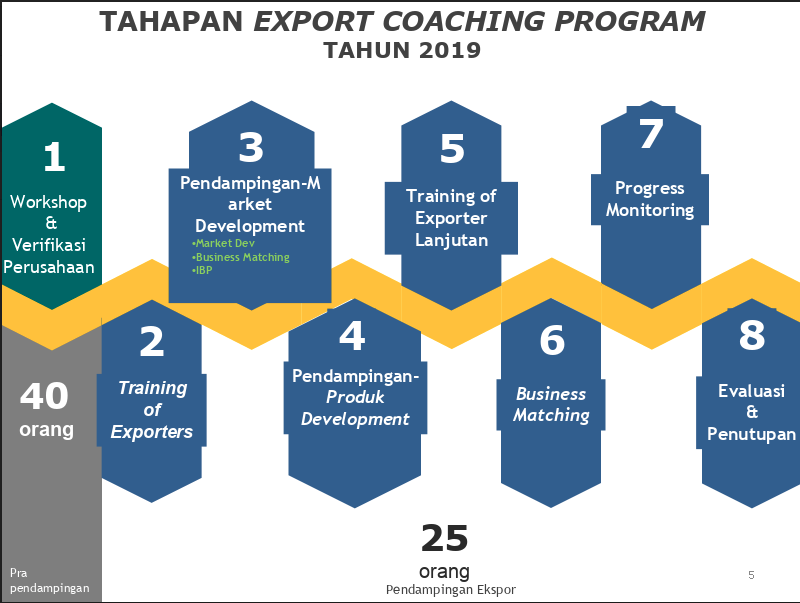 TAHAPAN EXPORT COACHING PROGRAM
TAHUN 2019
1
Workshop
&
Verifikasi
Perusahaan
2
Training
of
Exporters
3
Pendampingan-M
arket
Development
•Market Dev
•Business Matching
•IBP
4
Pendampingan-
Produk
Development
5
Training of
Exporter
Lanjutan
6
Business
Matching
7
Progress
Monitoring
8
Evaluasi
&
Penutupan
40
orang
Pra
pendampingan
25
orang
Pendampingan Ekspor
5